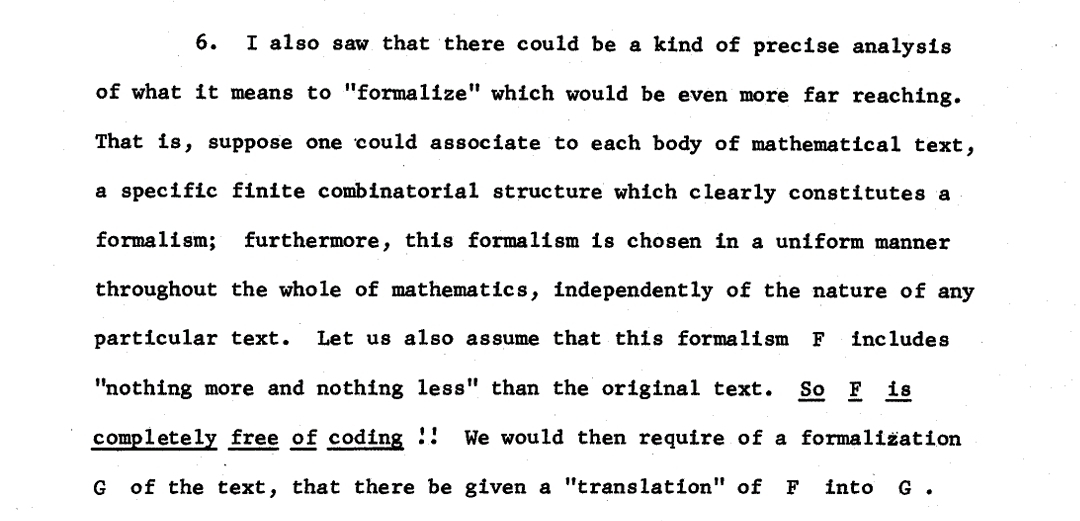 6. I also saw that there could be a kind of precise analysis
of what it means to "formalize" which would be even more far reaching.
That is, suppose one could associate to each body of mathematical text,
a specific finite combinatorial structure which clearly constitutes a
formalism; furthermore, this formalism is chosen in a uniform manner
throughout the whole of mathematics, independently of the nature of any
particular text. Let us also assume that this formalism F includes
"nothing more and nothing less" than the original text. So F is
completely free of coding !! We would then require of a formalization
G of the text, that there be given a "translation" of F into G .